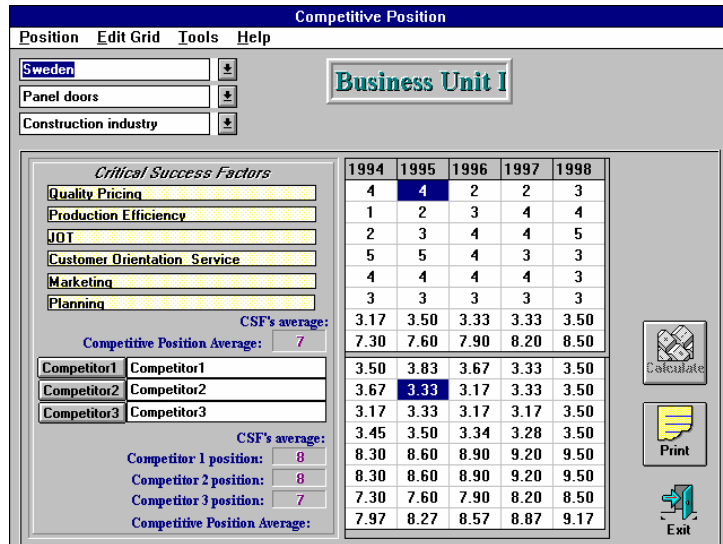 Competitive Position
Position Edit Grid Tools Help
Sweden
Panel doors
Construction industry
Business Unit I
Critical Success Factors 1994 1995 1996 1997 1998
Quality Pricing 4 4 2 2 3
Production Efficiency 1 2 3 4 4
JOT 2 3 4 4 5
Customer Orientation Service 5 5 4 3 3
Marketing 4 4 4 4 3
Planning 3 3 3 3 3
CSF's average: 3.17 3.50 3.33 3.33 3.50
Competitive Position Average: 7 7.30 7.60 7.90 8.20 8.50
Competitor1 Competitor1 3.50 3.83 3.67 3.33 3.50
Competitor2 Competitor2 3.67 3.33 3.17 3.33 3.50
Competitor3 Competitor3 3.17 3.33 3.17 3.17 3.50
CSF's average: 3.45 3.50 3.34 3.28 3.50
Competitor 1 position: 8 8.30 8.60 8.90 9.20 9.50
Competitor 2 position: 8 8.30 8.60 8.90 9.20 9.50
Competitor 3 position: 7 7.30 7.60 7.90 8.20 8.50
Competitive Position Average: 7.97 8.27 8.57 8.87 9.17
Calculate
Print
Exit